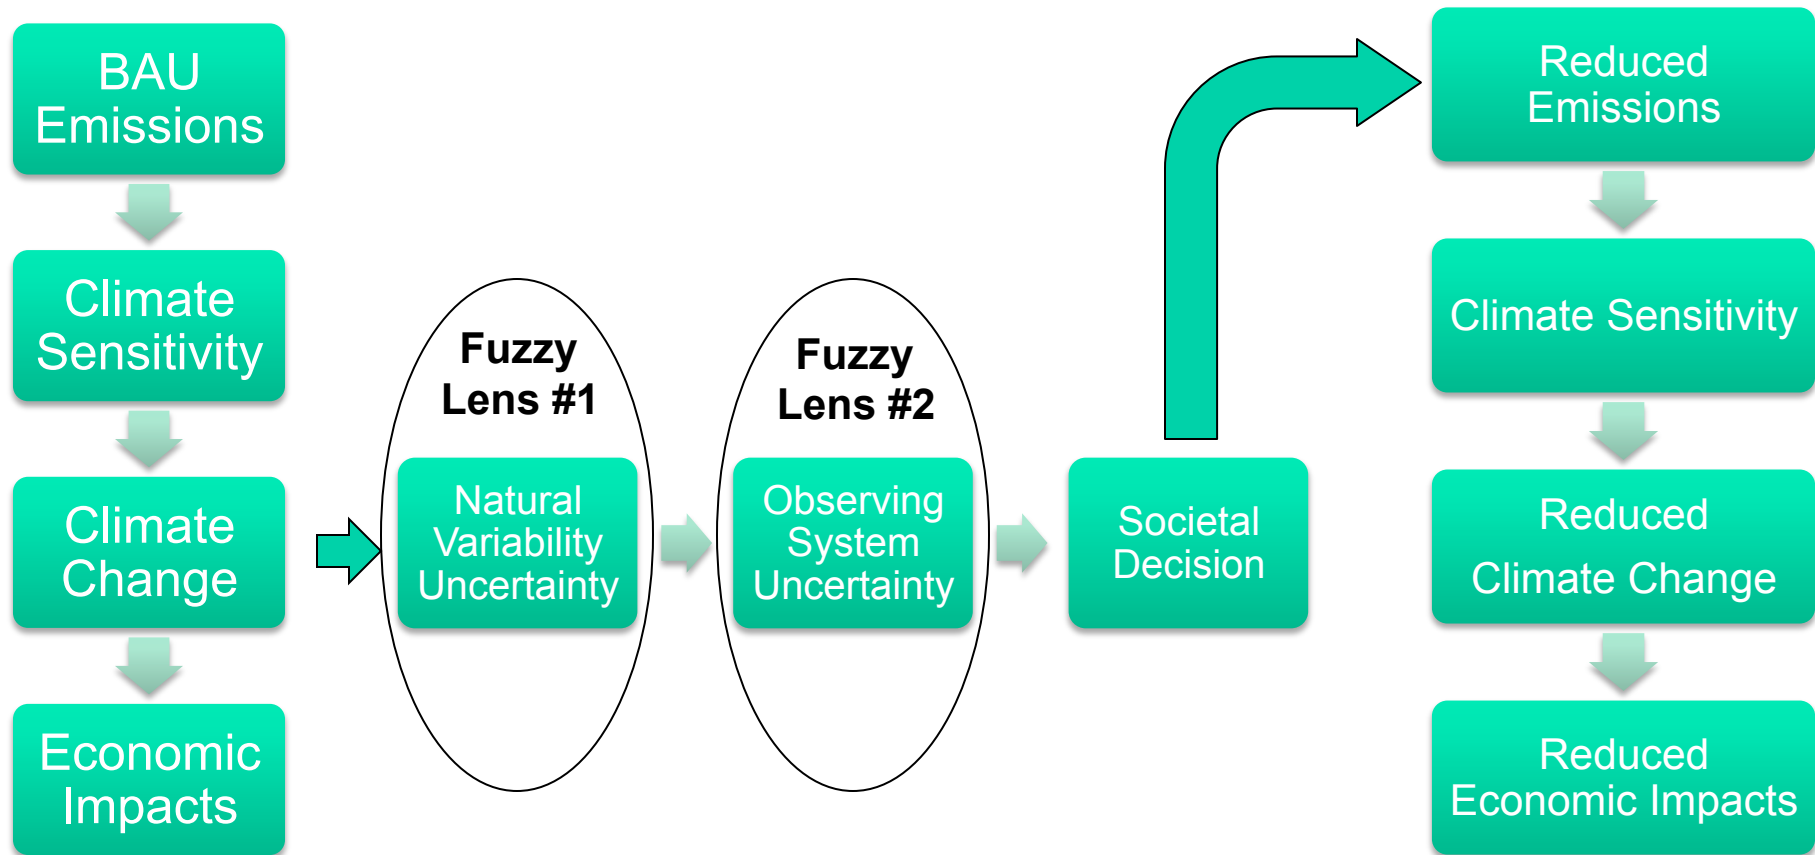 BAU
Emissions
Climate
Sensitivity
Climate
Change
Economic
Impacts
Fuzzy
Lens #1
Natural
Variability
Uncertainty
Fuzzy
Lens #2
Observing
System
Uncertainty
Societal
Decision
Reduced
Emissions
Climate Sensitivity
Reduced
Climate Change
Reduced
Economic Impacts